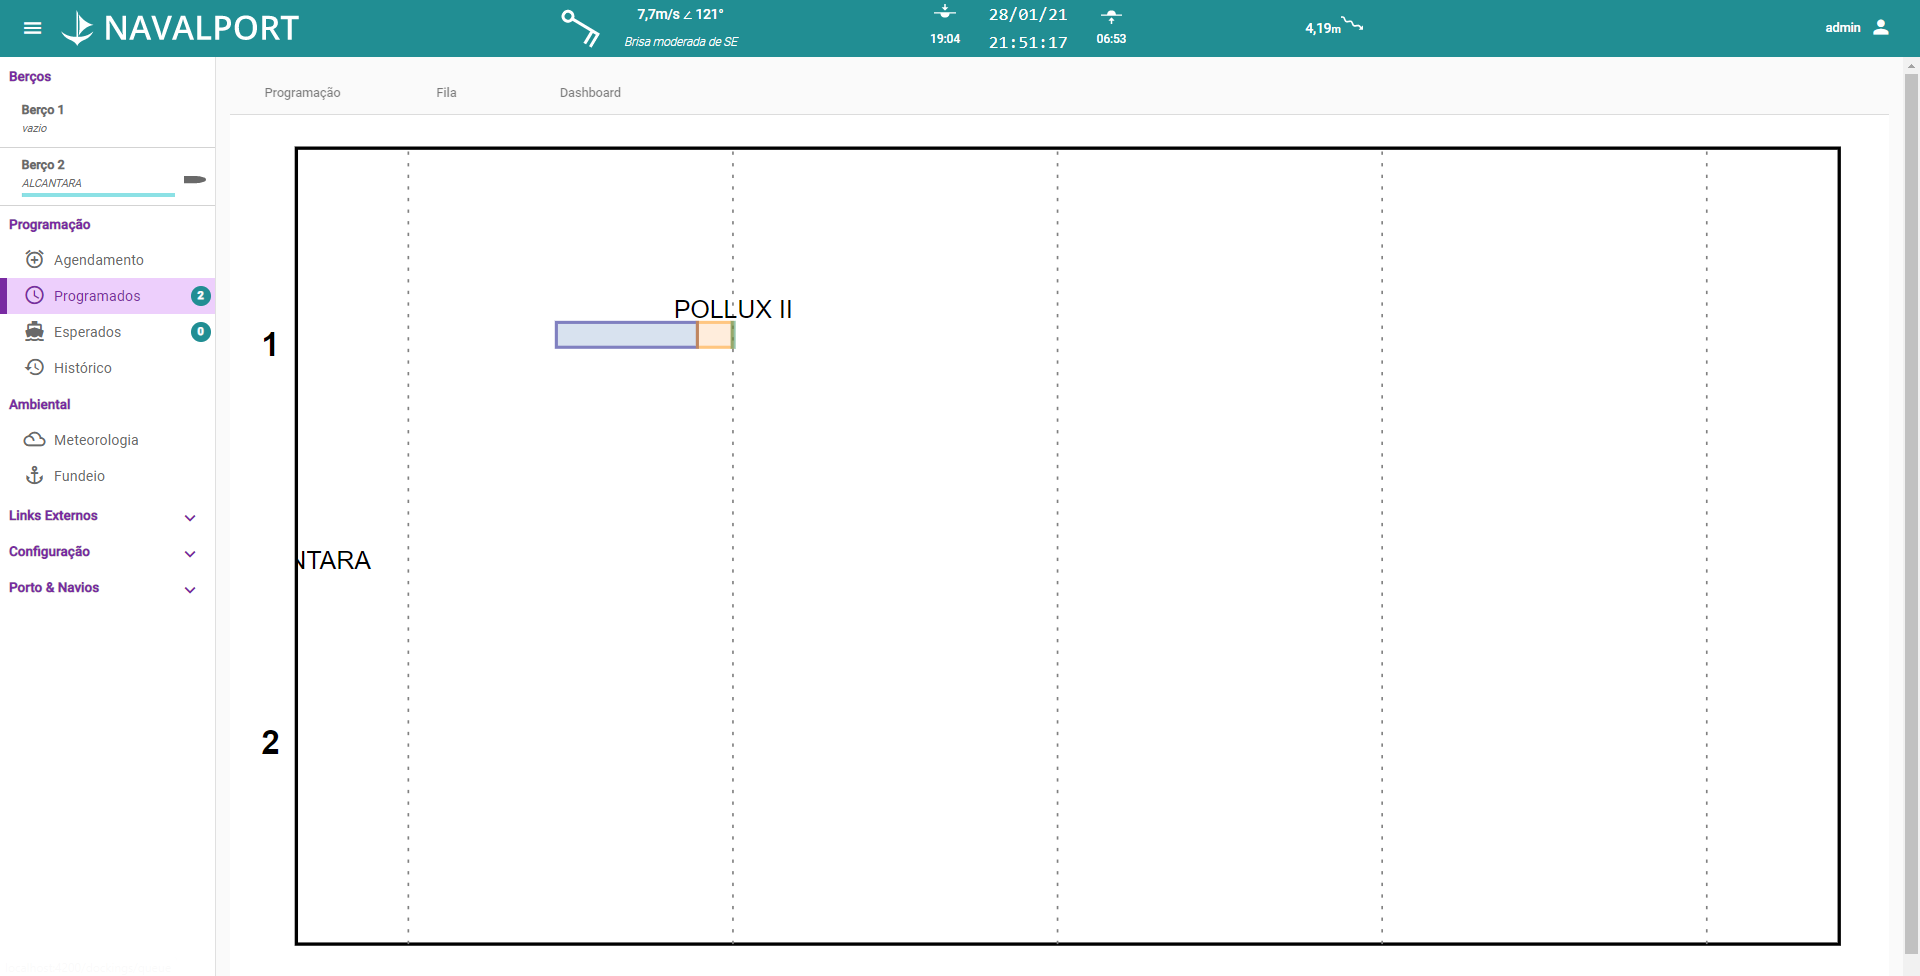 NAVALPORT
7,7m/s ∠ 121°
Brisa moderada de SE
19:04
28/01/21
21:51:17
06:53
4,19m
admin
Berços
Berço 1
vazio
Berço 2
ALCANTARA
Programação
Agendamento
Programados 2
Esperados 0
Histórico
Ambiental
Meteorologia
Fundeio
Links Externos
Configuração
Porto & Navios
Programação Fila Dashboard
POLLUX II
1
NTARA
2